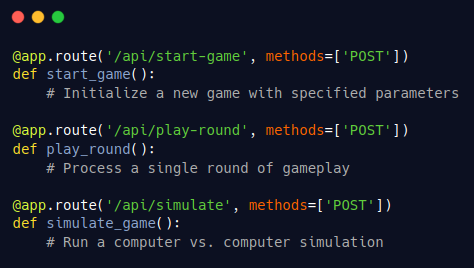 @app.route('/api/start-game', methods=['POST'])
def start_game():
    # Initialize a new game with specified parameters

@app.route('/api/play-round', methods=['POST'])
def play_round():
    # Process a single round of gameplay

@app.route('/api/simulate', methods=['POST'])
def simulate_game():
    # Run a computer vs. computer simulation